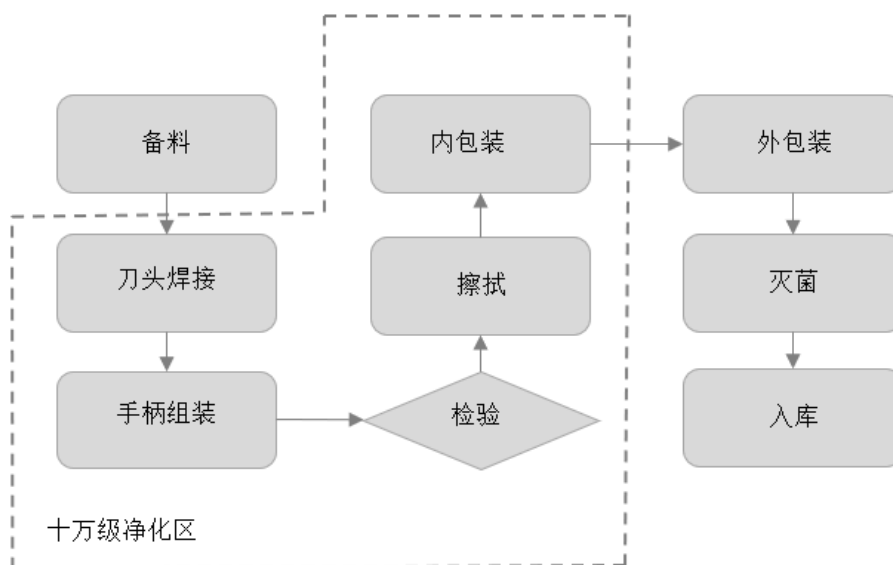 备料
刀头焊接
手柄组装
检验
擦拭
内包装
外包装
灭菌
入库
十万级净化区